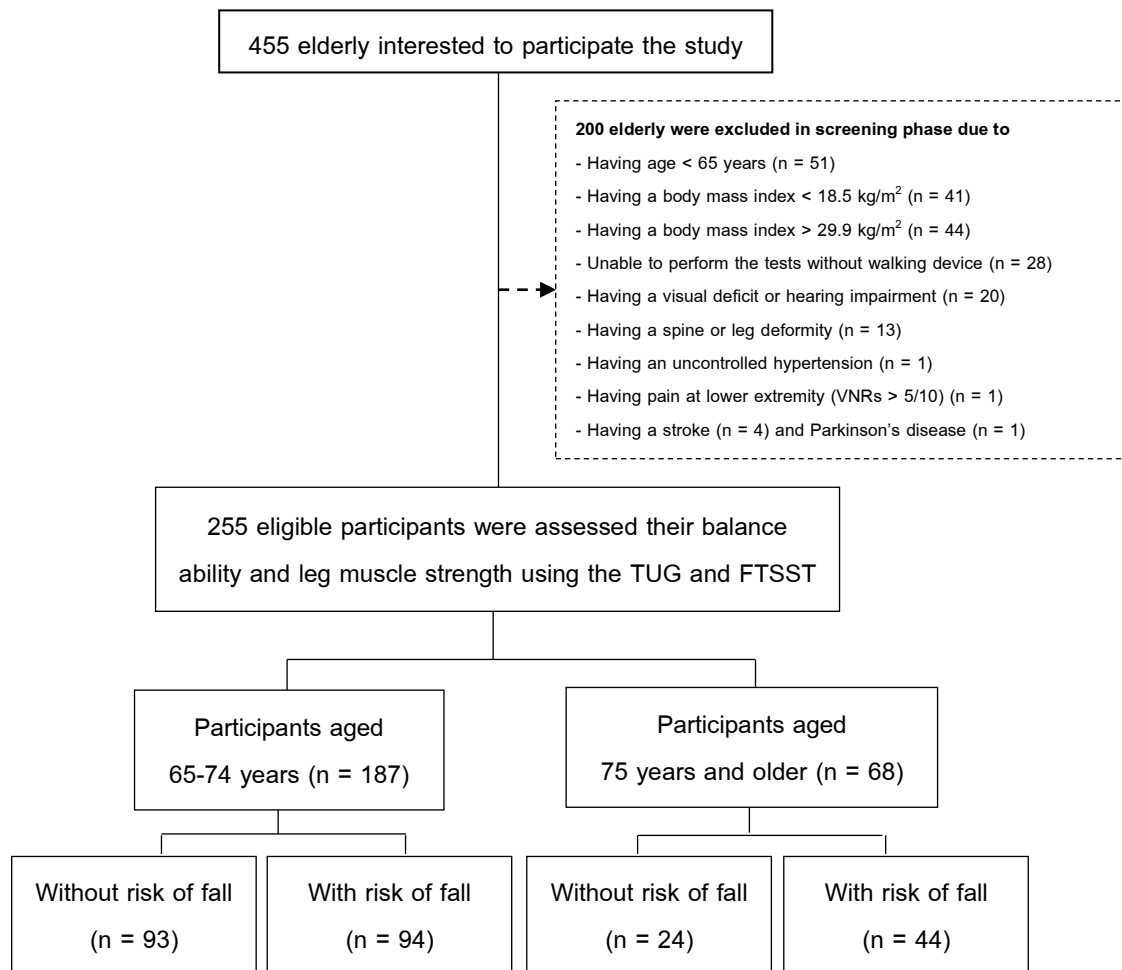 455 elderly interested to participate the study
200 elderly were excluded in screening phase due to
- Having age < 65 years (n = 51)
- Having a body mass index < 18.5 kg/m² (n = 41)
- Having a body mass index > 29.9 kg/m² (n = 44)
- Unable to perform the tests without walking device (n = 28)
- Having a visual deficit or hearing impairment (n = 20)
- Having a spine or leg deformity (n = 13)
- Having an uncontrolled hypertension (n = 1)
- Having pain at lower extremity (VNRs > 5/10) (n = 1)
- Having a stroke (n = 4) and Parkinson's disease (n = 1)
255 eligible participants were assessed their balance
ability and leg muscle strength using the TUG and FTSST
Participants aged
65-74 years (n = 187)
Participants aged
75 years and older (n = 68)
Without risk of fall
(n = 93)
With risk of fall
(n = 94)
Without risk of fall
(n = 24)
With risk of fall
(n = 44)